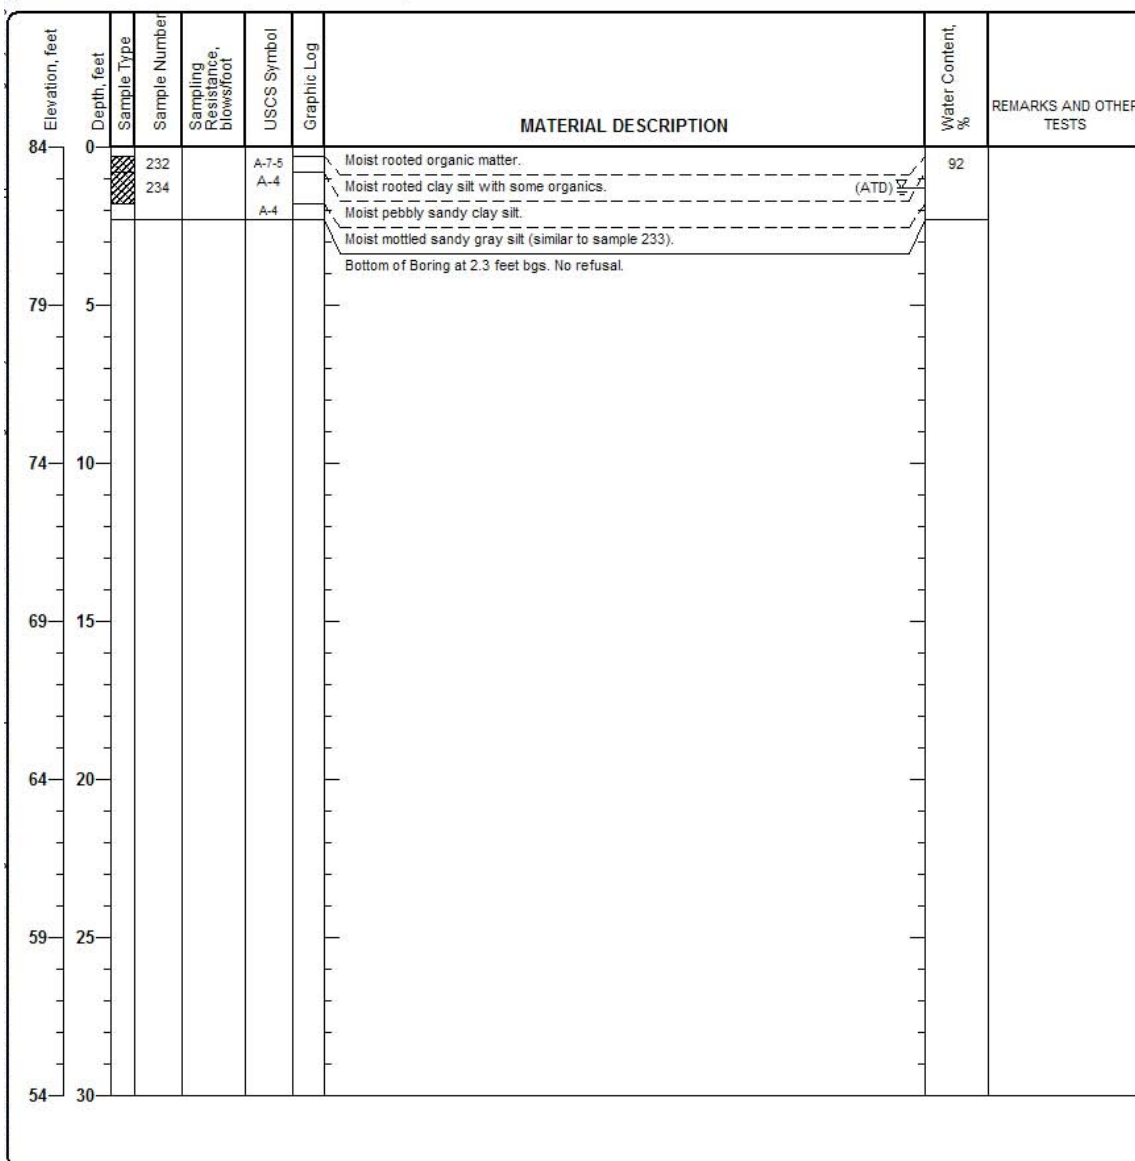 Elevation, feet
Depth, feet
Sample Type
Sample Number
Sampling
Resistance,
blows/foot
USCS Symbol
Graphic Log
MATERIAL DESCRIPTION
Water Content,
%
REMARKS AND OTHER
TESTS
84 0
232 A-7-5 Moist rooted organic matter. 92
234 A-4 Moist rooted clay silt with some organics. (ATD)
A-4 Moist pebbly sandy clay silt.
Moist mottled sandy gray silt (similar to sample 233).
Bottom of Boring at 2.3 feet bgs. No refusal.
79 5
74 10
69 15
64 20
59 25
54 30